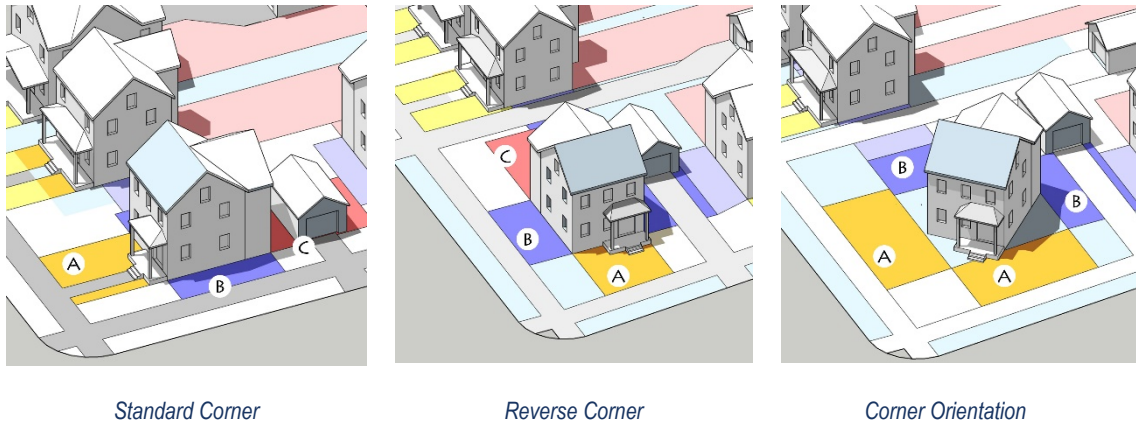 A
B
C
C
B
A
B
B
A
A
Standard Corner
Reverse Corner
Corner Orientation